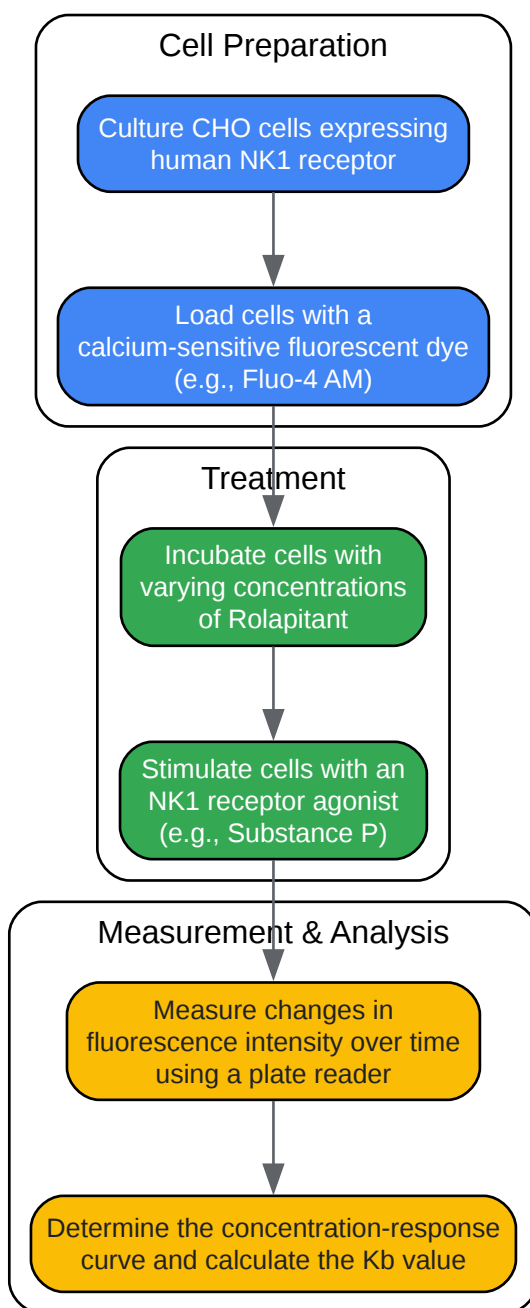 Cell Preparation
Culture CHO cells expressing
human NK1 receptor
Load cells with a
calcium-sensitive fluorescent dye
(e.g., Fluo-4 AM)
Treatment
Incubate cells with
varying concentrations
of Rolapitant
Stimulate cells with an
NK1 receptor agonist
(e.g., Substance P)
Measurement & Analysis
Measure changes in
fluorescence intensity over time
using a plate reader
Determine the concentration-response
curve and calculate the Kb value